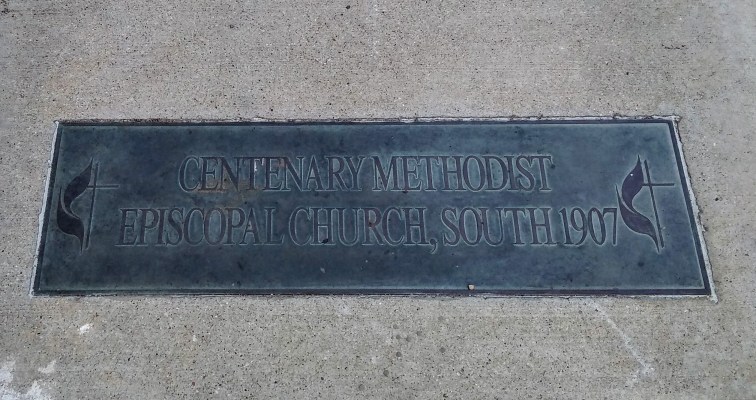 CENTENARY METHODIST
EPISCOPAL CHURCH, SOUTH 1907